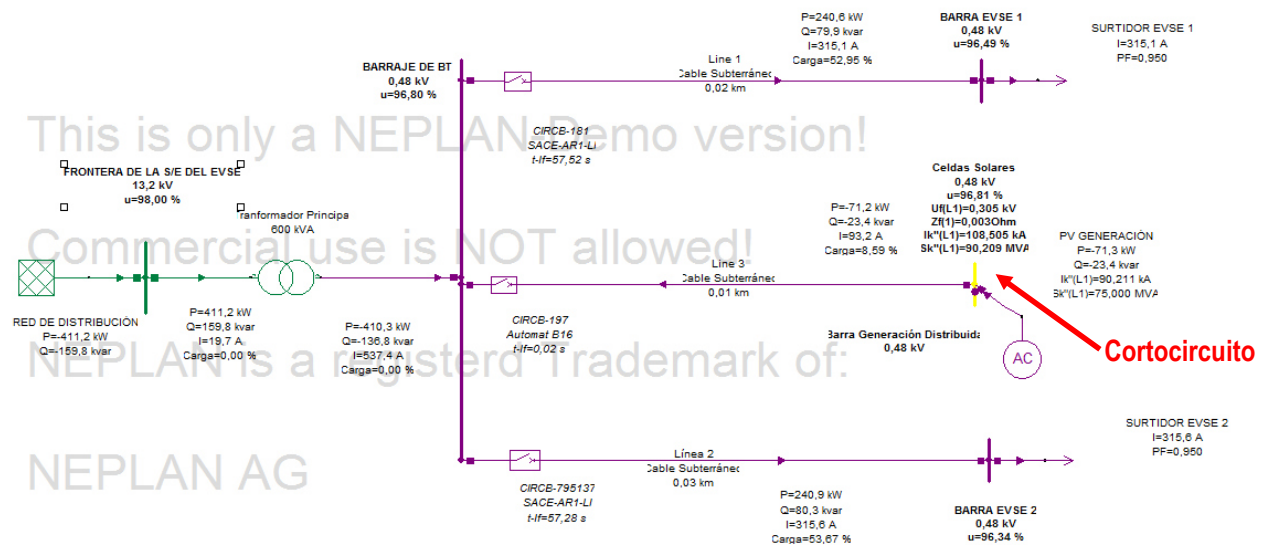 P=240,6 kW
Q=79,9 kvar
I=315,1 A
Carga=52,95 %
BARRA EVSE 1
0,48 kV
u=96,49 %
SURTIDOR EVSE 1
I=315,1 A
PF=0,950
BARRAJE DE BT
0,48 kV
u=96,80 %
Line 1
Cable Subterráneo
0,02 km
This is only a NEPLAN-Demo version!
CIRCB-181
SACE-AR1-LI
t-If=57,52 s
FRONTERA DE LA S/E DEL EVSE
13,2 kV
u=98,00 %
Celdas Solares
0,48 kV
u=96,81 %
Uf(L1)=0,305 kV
Zf(1)=0,003Ohm
Ik"(L1)=108,505 kA
Sk"(L1)=90,209 MVA
ranformador Principa
600 kVA
P=-71,2 kW
Q=-23,4 kvar
I=93,2 A
Carga=8,59 %
PV GENERACIÓN
P=-71,3 kW
Q=-23,4 kvar
Ik"(L1)=90,211 kA
Sk"(L1)=75,000 MVA
Commercial use is NOT allowed!
Line 3
Cable Subterráneo
0,01 km
RED DE DISTRIBUCIÓN
P=-411,2 kW
Q=-159,8 kvar
P=411,2 kW
Q=159,8 kvar
I=19,7 A
Carga=0,00 %
P=-410,3 kW
Q=-136,8 kvar
I=537,4 A
Carga=0,00 %
CIRCB-197
Automat B16
t-If=0,02 s
Barra Generación Distribuida
0,48 kV
AC
Cortocircuito
NEPLAN is a registerd Trademark of:
SURTIDOR EVSE 2
I=315,6 A
PF=0,950
NEPLAN AG
Línea 2
Cable Subterráneo
0,03 km
CIRCB-795137
SACE-AR1-LI
t-If=57,28 s
P=240,9 kW
Q=80,3 kvar
I=315,6 A
Carga=53,67 %
BARRA EVSE 2
0,48 kV
u=96,34 %